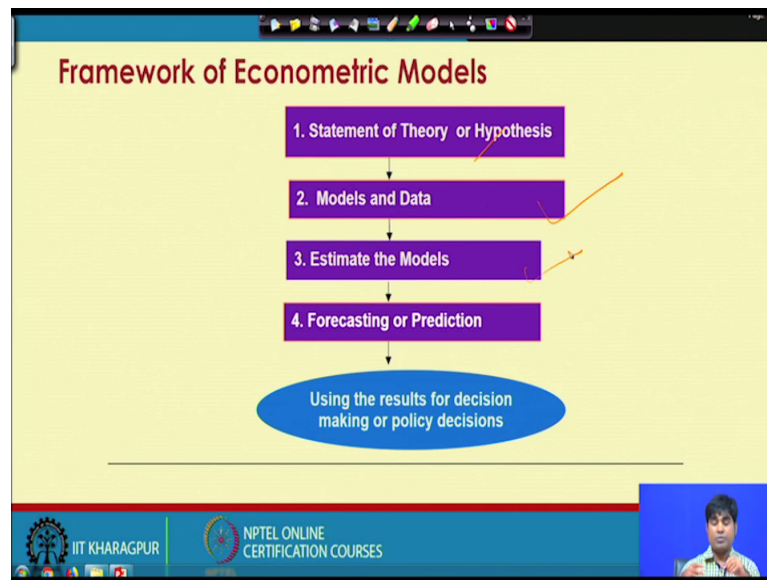 Framework of Econometric Models
1. Statement of Theory or Hypothesis
2. Models and Data
3. Estimate the Models
4. Forecasting or Prediction
Using the results for decision
making or policy decisions
IIT KHARAGPUR
NPTEL ONLINE
CERTIFICATION COURSES